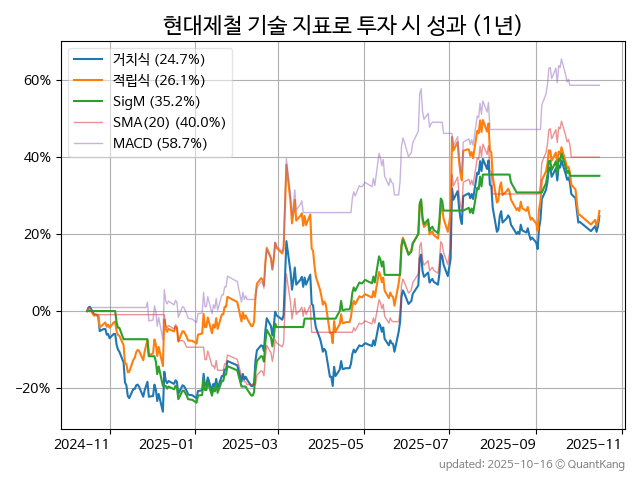 현대제철 기술 지표로 투자 시 성과 (1년)
거치식 (24.7%)
적립식 (26.1%)
SigM (35.2%)
SMA(20) (40.0%)
MACD (58.7%)
60%
40%
20%
0%
−20%
2024-11
2025-01
2025-03
2025-05
2025-07
2025-09
2025-11
updated: 2025-10-16 © QuantKang